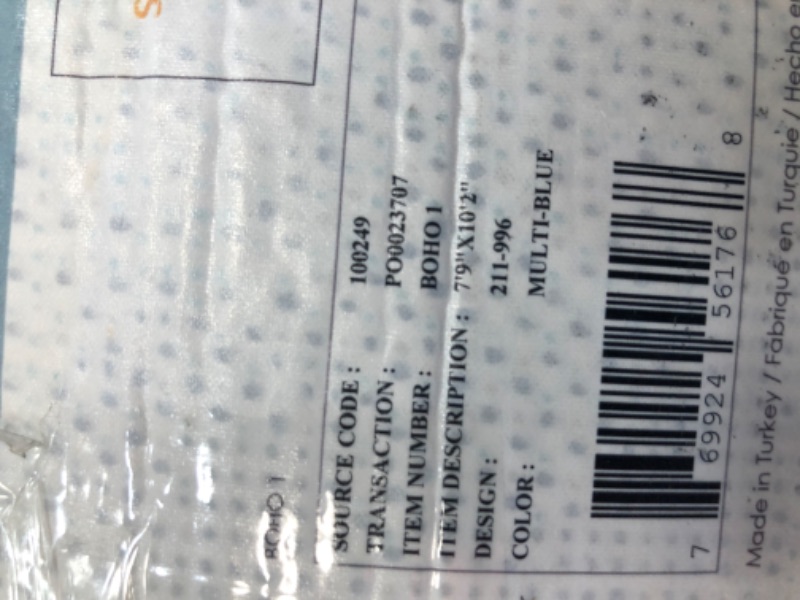 BOHO 1
SOURCE CODE : 100249
TRANSACTION : PO0023707
ITEM NUMBER : BOHO 1
ITEM DESCRIPTION : 7'9"X10'2"
DESIGN : 211-996
COLOR : MULTI-BLUE
7 69924 56176 8
Made in Turkey / Fabriqué en Turquie / Hecho en